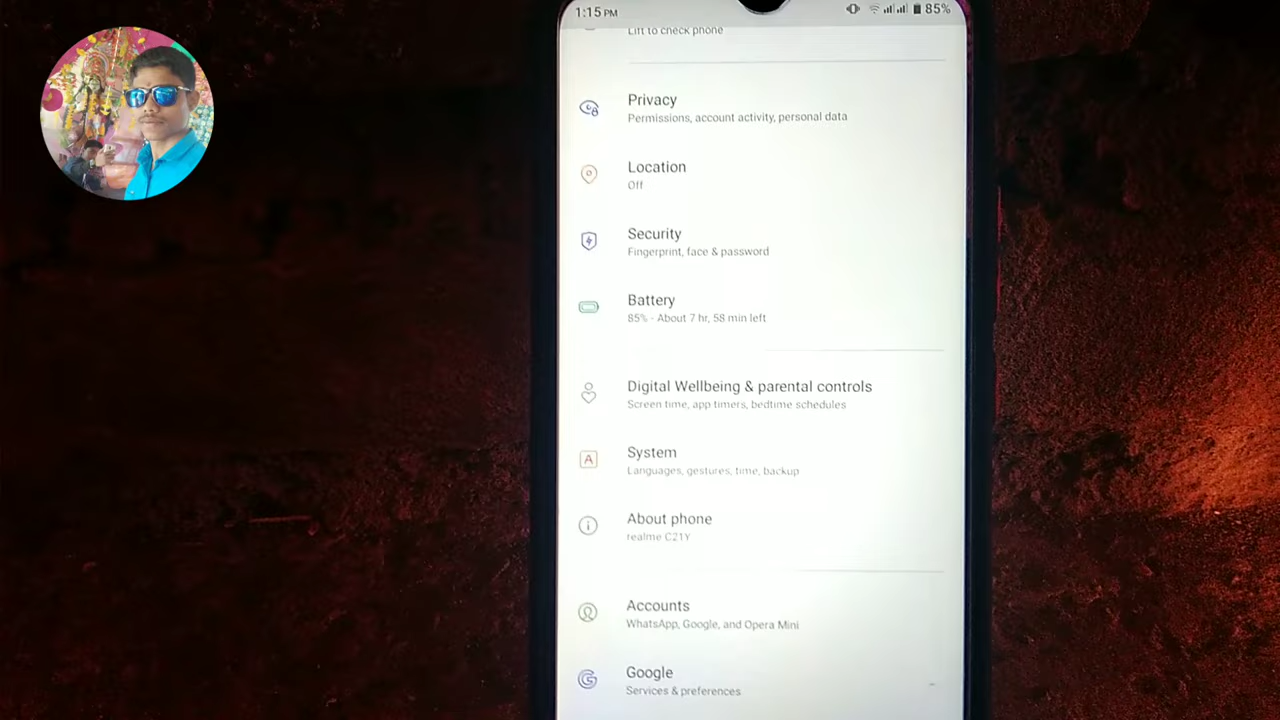 1:15 PM
85%
Lift to check phone
Privacy
Permissions, account activity, personal data
Location
Off
Security
Fingerprint, face & password
Battery
85% - About 7 hr, 58 min left
Digital Wellbeing & parental controls
Screen time, app timers, bedtime schedules
A
System
Languages, gestures, time, backup
About phone
realme C21Y
Accounts
WhatsApp, Google, and Opera Mini
Google
Services & preferences